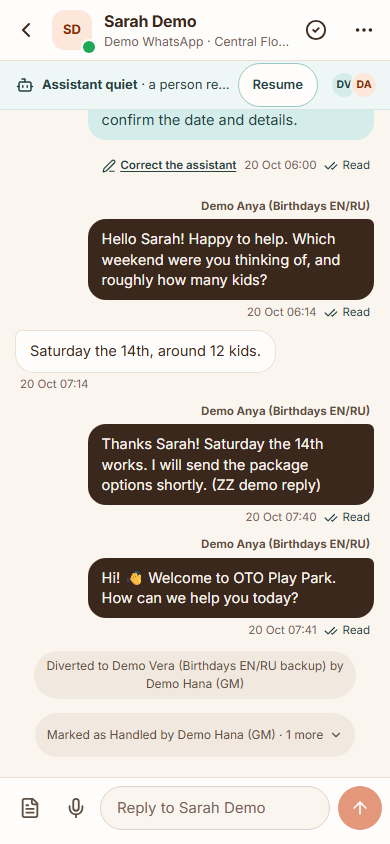 SD
Sarah Demo
Demo WhatsApp · Central Flo...
Assistant quiet · a person re...
Resume
DV
DA
confirm the date and details.
Correct the assistant 20 Oct 06:00 Read
Demo Anya (Birthdays EN/RU)
Hello Sarah! Happy to help. Which
weekend were you thinking of, and
roughly how many kids?
20 Oct 06:14 Read
Saturday the 14th, around 12 kids.
20 Oct 07:14
Demo Anya (Birthdays EN/RU)
Thanks Sarah! Saturday the 14th
works. I will send the package
options shortly. (ZZ demo reply)
20 Oct 07:40 Read
Demo Anya (Birthdays EN/RU)
Hi! 👋 Welcome to OTO Play Park.
How can we help you today?
20 Oct 07:41 Read
Diverted to Demo Vera (Birthdays EN/RU backup) by
Demo Hana (GM)
Marked as Handled by Demo Hana (GM) · 1 more
Reply to Sarah Demo